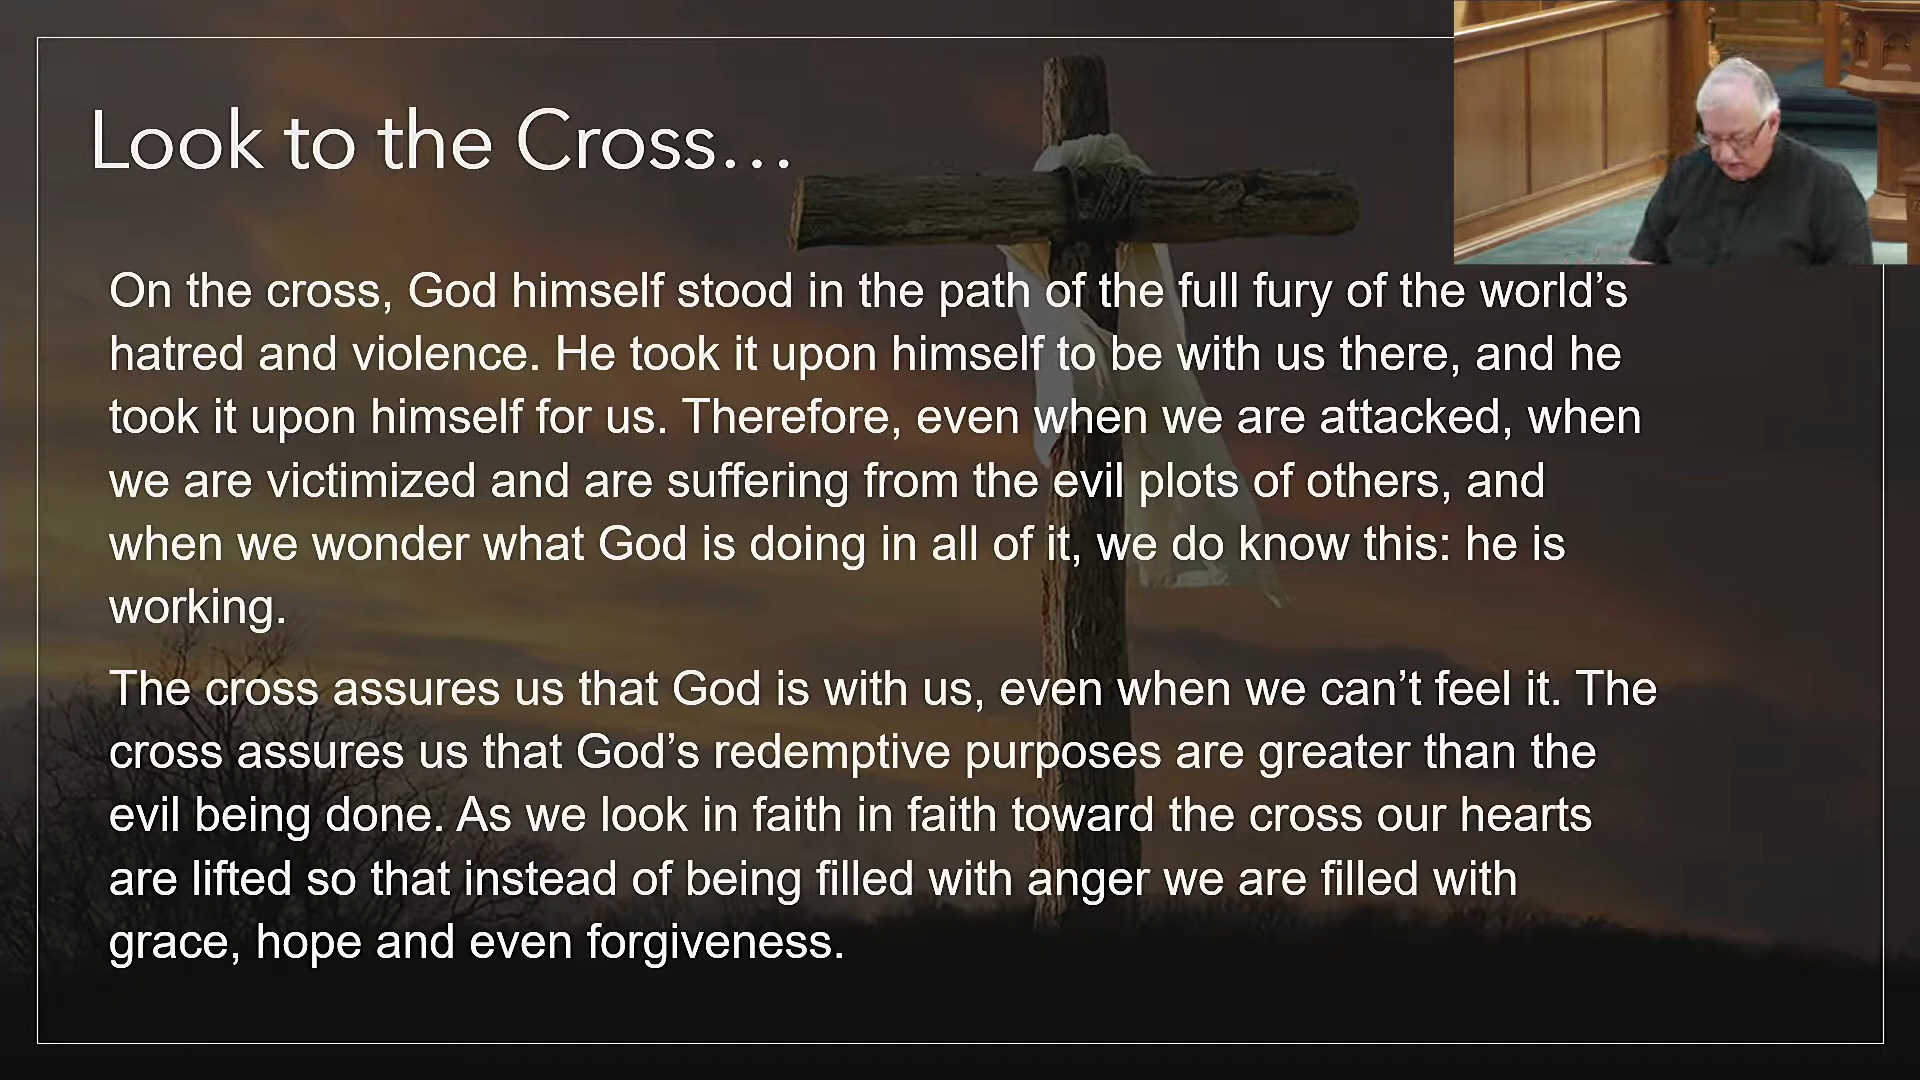 Look to the Cross…
On the cross, God himself stood in the path of the full fury of the world’s
hatred and violence. He took it upon himself to be with us there, and he
took it upon himself for us. Therefore, even when we are attacked, when
we are victimized and are suffering from the evil plots of others, and
when we wonder what God is doing in all of it, we do know this: he is
working.
The cross assures us that God is with us, even when we can’t feel it. The
cross assures us that God’s redemptive purposes are greater than the
evil being done. As we look in faith in faith toward the cross our hearts
are lifted so that instead of being filled with anger we are filled with
grace, hope and even forgiveness.